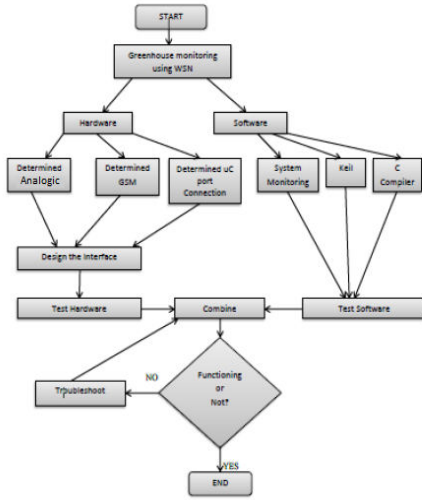 START
Greenhouse monitoring
using WSN
Hardware
Software
Determined
Analogic
Determined
GSM
Determined uC
port
Connection
System
Monitoring
Keil
C
Compiler
Design the Interface
Test Hardware
Combine
Test Software
Functioning
or
Not?
NO
Troubleshoot
YES
END